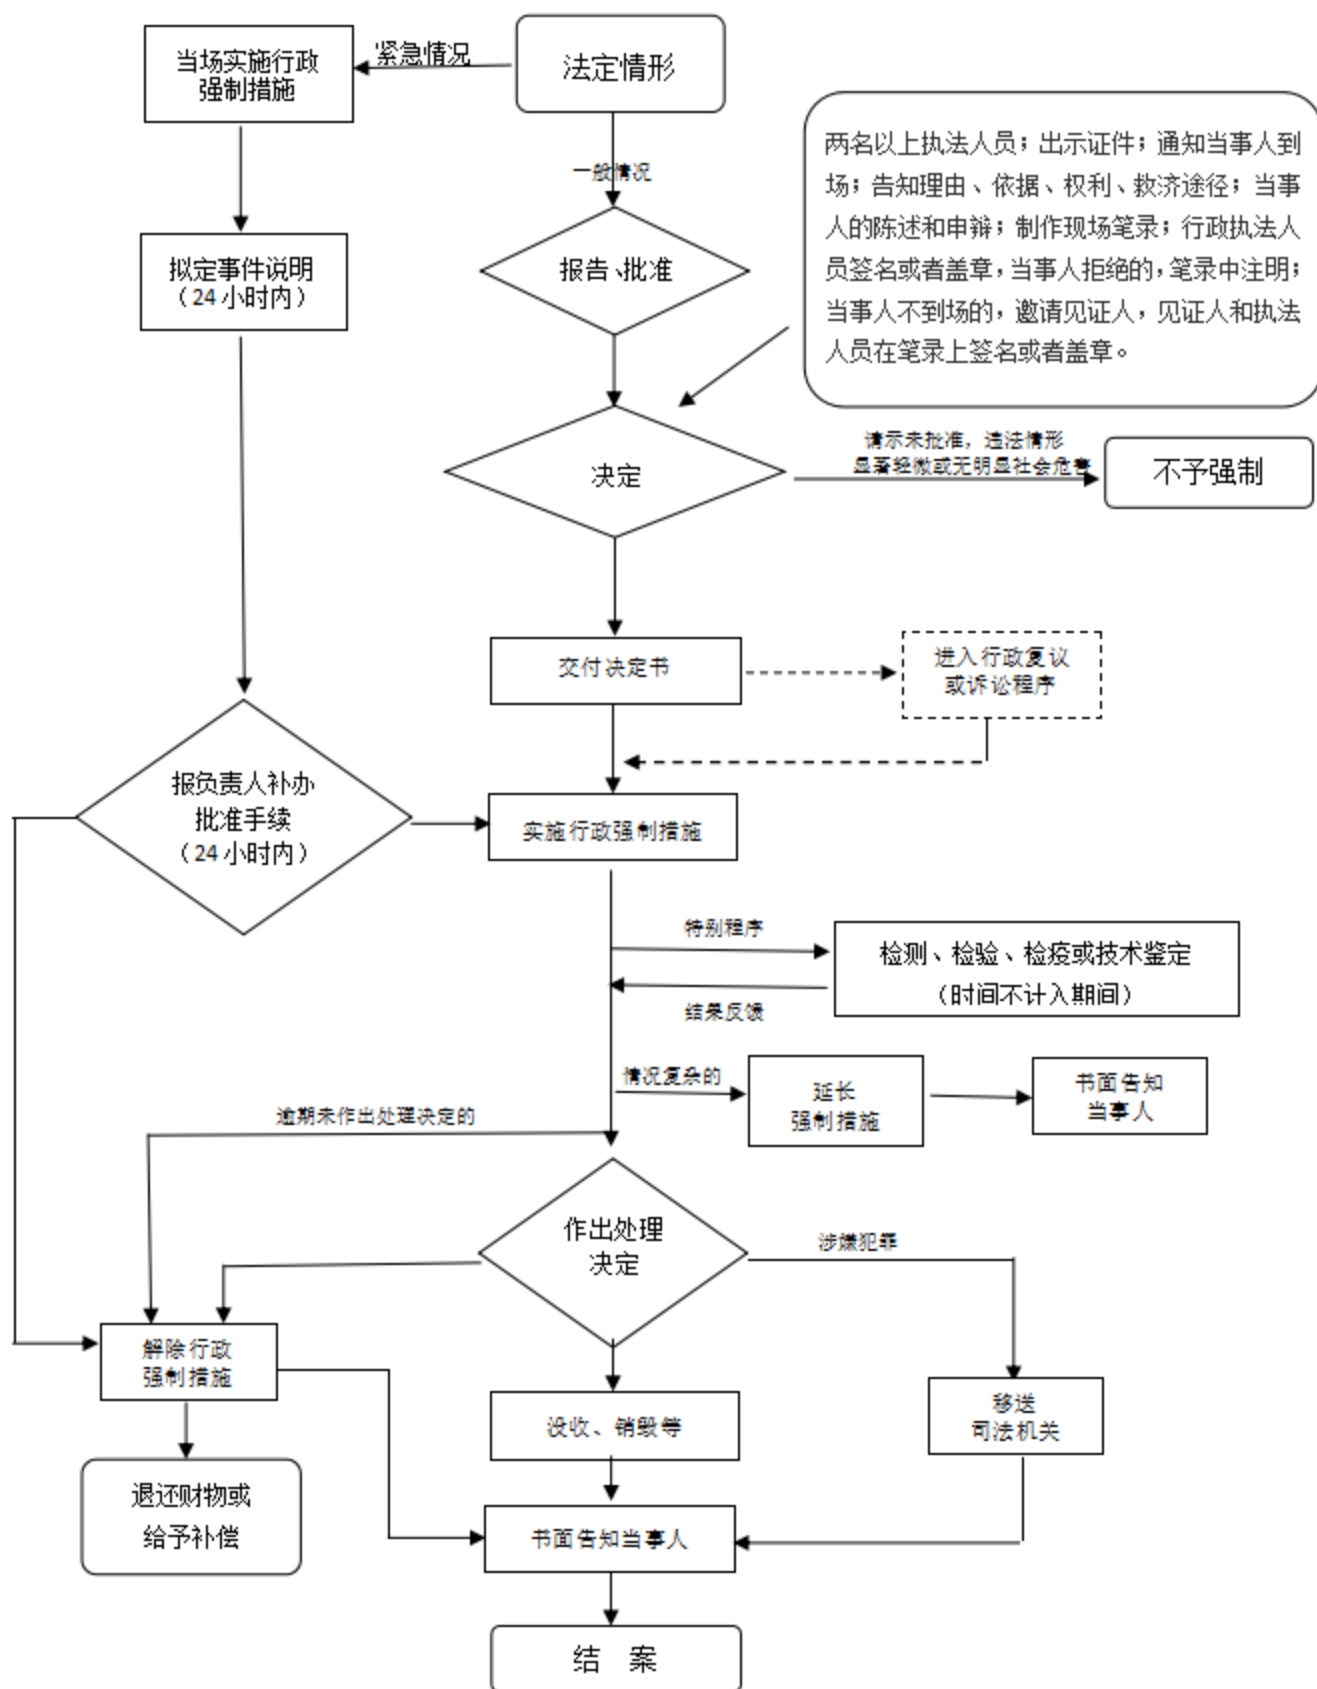 法定情形
紧急情况
当场实施行政
强制措施
一般情况
两名以上执法人员；出示证件；通知当事人到
场；告知理由、依据、权利、救济途径；当事
人的陈述和申辩；制作现场笔录；行政执法人
员签名或者盖章，当事人拒绝的，笔录中注明；
当事人不到场的，邀请见证人，见证人和执法
人员在笔录上签名或者盖章。
拟定事件说明
（24小时内）
报告、批准
决定
请示未批准，违法情形
显著轻微或无明显社会危害
不予强制
交付决定书
进入行政复议
或诉讼程序
报负责人补办
批准手续
（24小时内）
实施行政强制措施
特别程序
检测、检验、检疫或技术鉴定
（时间不计入期间）
结果反馈
情况复杂的
延长
强制措施
书面告知
当事人
逾期未作出处理决定的
作出处理
决定
涉嫌犯罪
解除行政
强制措施
没收、销毁等
移送
司法机关
退还财物或
给予补偿
书面告知当事人
结 案